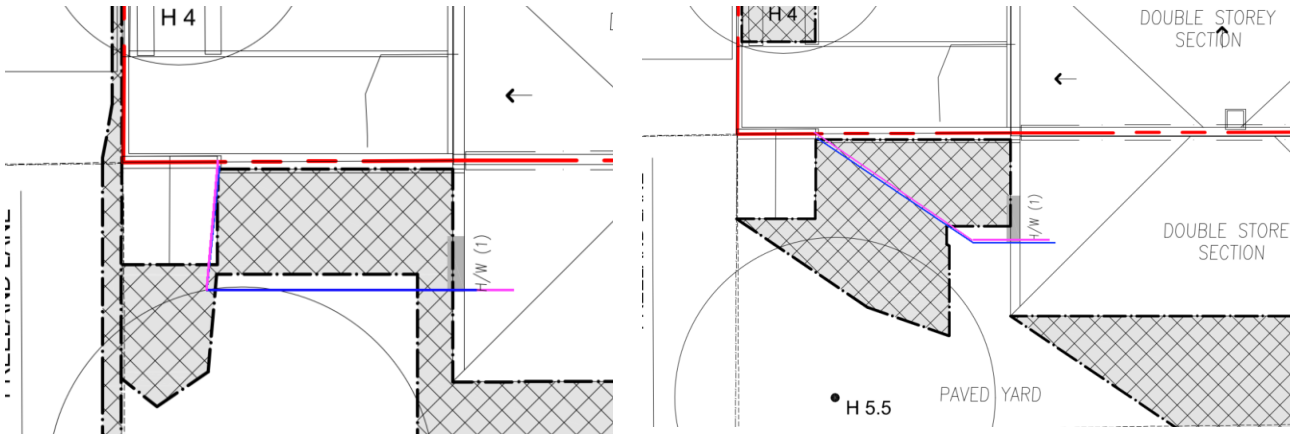 H 4
H/W (1)
H 4
DOUBLE STOREY
SECTION
H/W (1)
DOUBLE STORE
SECTION
PAVED YARD
H 5.5